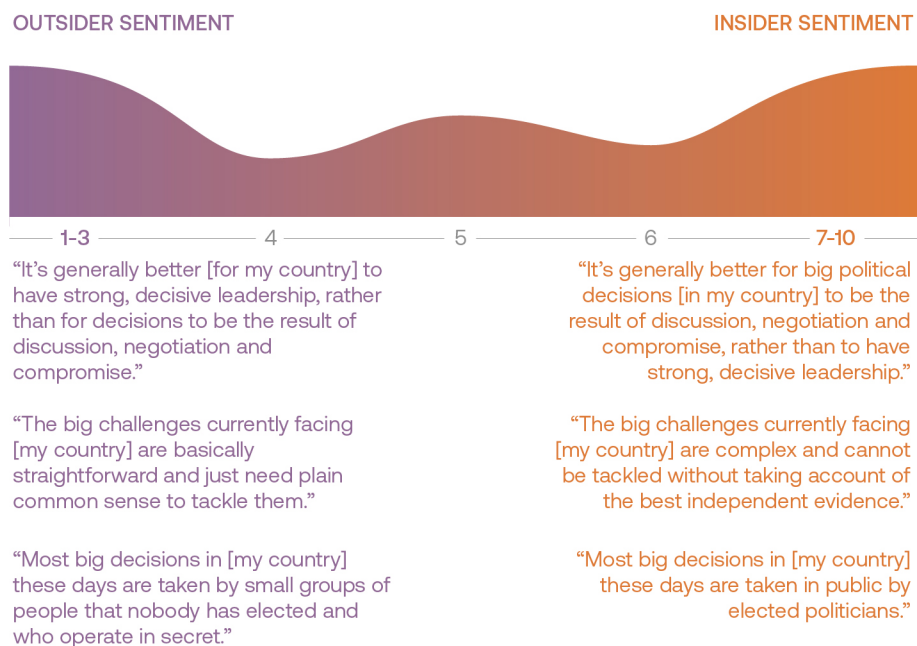 OUTSIDER SENTIMENT
INSIDER SENTIMENT
1-3
4
5
6
7-10
“It’s generally better [for my country] to
have strong, decisive leadership, rather
than for decisions to be the result of
discussion, negotiation and
compromise.”
“The big challenges currently facing
[my country] are basically
straightforward and just need plain
common sense to tackle them.”
“Most big decisions in [my country]
these days are taken by small groups of
people that nobody has elected and
who operate in secret.”
“It’s generally better for big political
decisions [in my country] to be the
result of discussion, negotiation and
compromise, rather than to have
strong, decisive leadership.”
“The big challenges currently facing
[my country] are complex and cannot
be tackled without taking account of
the best independent evidence.”
“Most big decisions in [my country]
these days are taken in public by
elected politicians.”